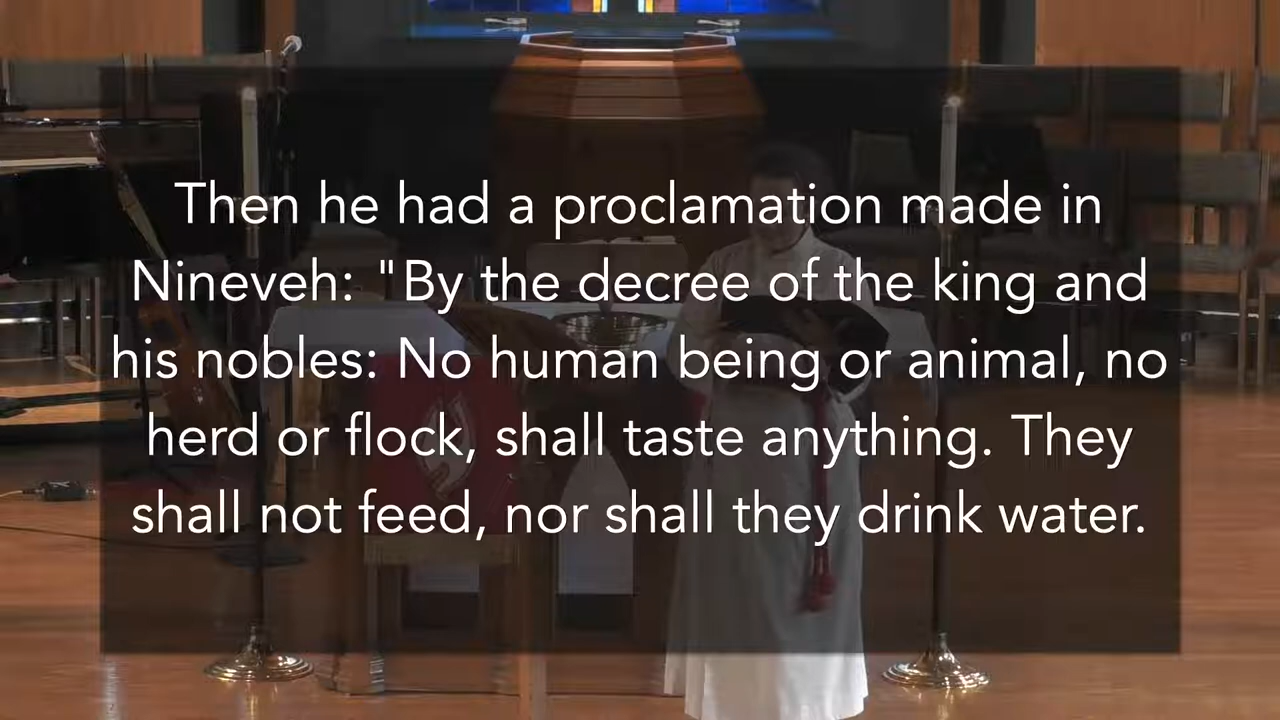 Then he had a proclamation made in
Nineveh: "By the decree of the king and
his nobles: No human being or animal, no
herd or flock, shall taste anything. They
shall not feed, nor shall they drink water.